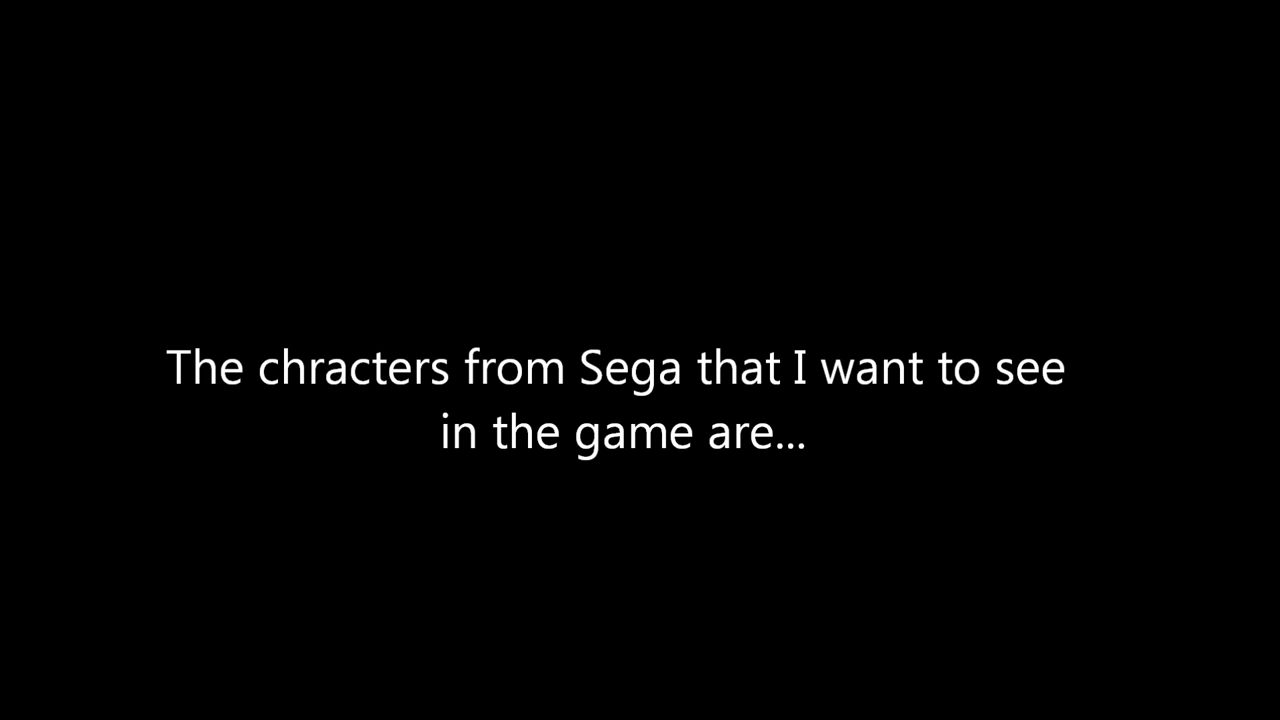 The chracters from Sega that I want to see
in the game are...